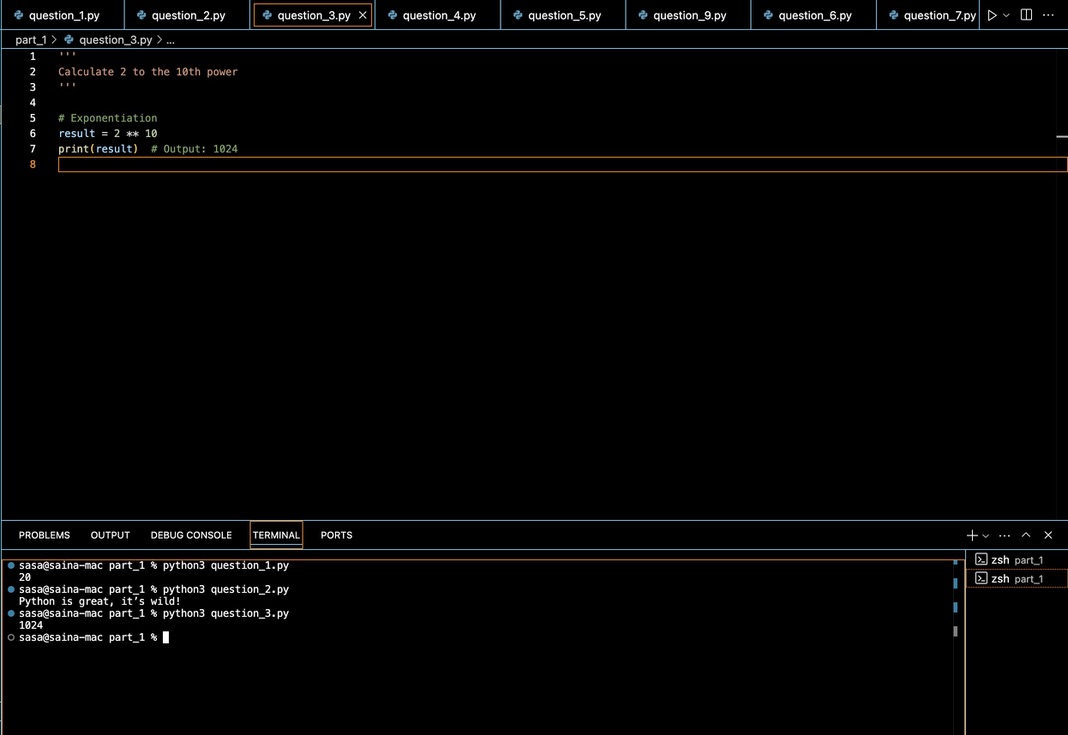 question_1.py question_2.py question_3.py question_4.py question_5.py question_9.py question_6.py question_7.py
part_1 > question_3.py > ...
1 '''
2 Calculate 2 to the 10th power
3 '''
4
5 # Exponentiation
6 result = 2 ** 10
7 print(result)  # Output: 1024
8
PROBLEMS OUTPUT DEBUG CONSOLE TERMINAL PORTS
sasa@saina-mac part_1 % python3 question_1.py
20
sasa@saina-mac part_1 % python3 question_2.py
Python is great, it’s wild!
sasa@saina-mac part_1 % python3 question_3.py
1024
sasa@saina-mac part_1 %
zsh part_1
zsh part_1